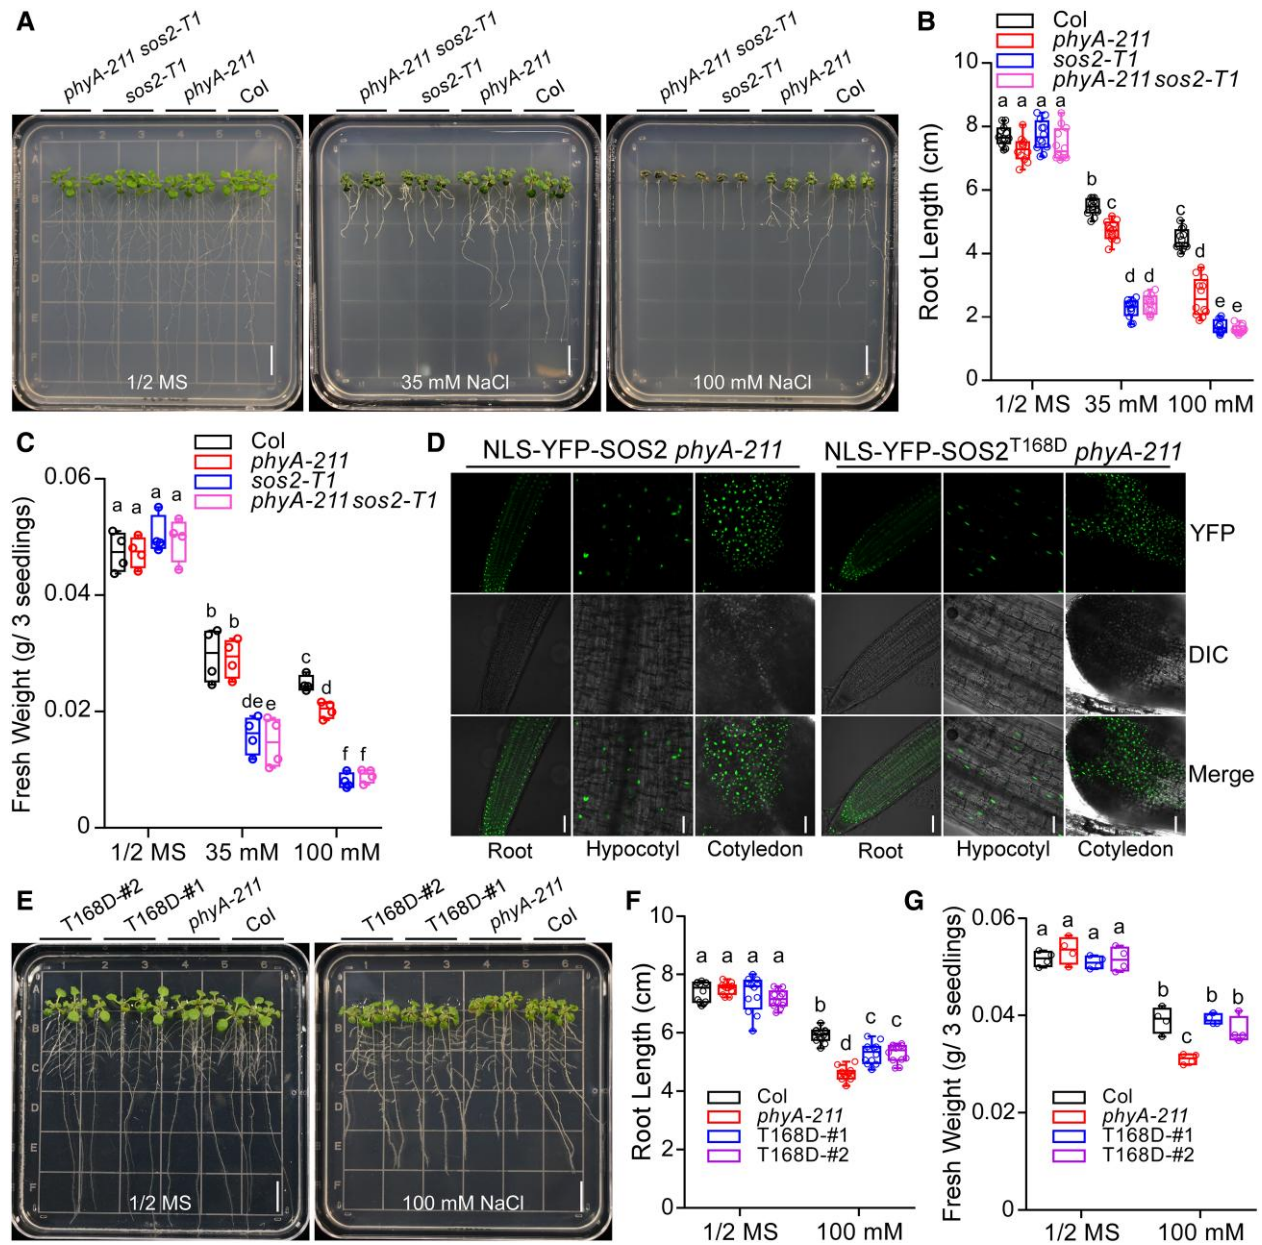 A
phyA-211 sos2-T1
sos2-T1
phyA-211
Col
phyA-211 sos2-T1
sos2-T1
phyA-211
Col
phyA-211 sos2-T1
sos2-T1
phyA-211
Col
1/2 MS
35 mM NaCl
100 mM NaCl
B
Col
phyA-211
sos2-T1
phyA-211 sos2-T1
Root Length (cm)
10
8
6
4
2
0
a a a a
b
c
d d
c
d
e e
1/2 MS 35 mM 100 mM
C
Col
phyA-211
sos2-T1
phyA-211 sos2-T1
Fresh Weight (g/ 3 seedlings)
0.06
0.04
0.02
0
a a a a
b b
de e
c
d
f f
1/2 MS 35 mM 100 mM
D
NLS-YFP-SOS2 phyA-211
NLS-YFP-SOS2T168D phyA-211
YFP
DIC
Merge
Root Hypocotyl Cotyledon Root Hypocotyl Cotyledon
E
T168D-#2
T168D-#1
phyA-211
Col
T168D-#2
T168D-#1
phyA-211
Col
1/2 MS
100 mM NaCl
F
Root Length (cm)
10
8
6
4
2
0
a a a a
b
d
c c
Col
phyA-211
T168D-#1
T168D-#2
1/2 MS 100 mM
G
Fresh Weight (g/ 3 seedlings)
0.06
0.04
0.02
0
a a a a
b
c
b b
Col
phyA-211
T168D-#1
T168D-#2
1/2 MS 100 mM